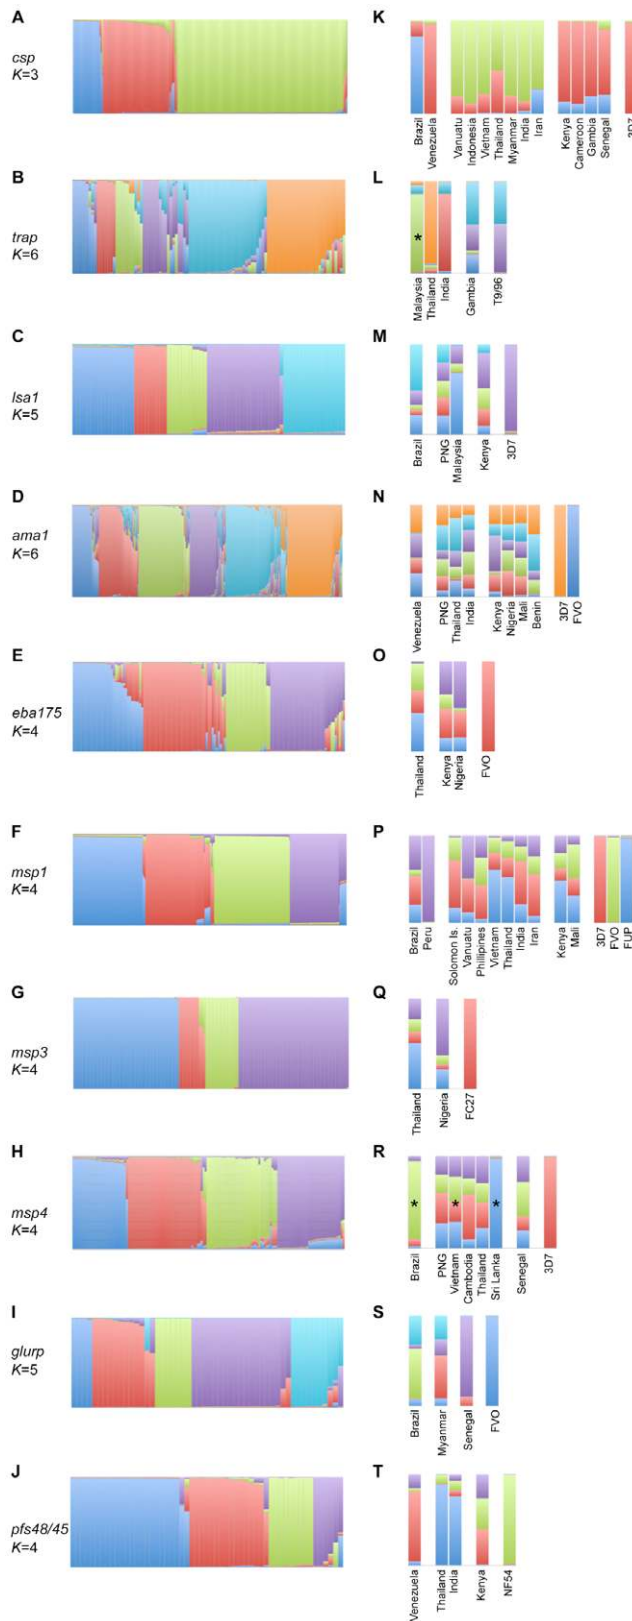 A
csp
K=3
K
Brazil
Venezuela
Vanuatu
Indonesia
Vietnam
Thailand
Myanmar
India
Iran
Kenya
Cameroon
Gambia
Senegal
3D7
B
trap
K=6
L
*
Malaysia
Thailand
India
Gambia
T9/96
C
lsa1
K=5
M
Brazil
PNG
Malaysia
Kenya
3D7
D
ama1
K=6
N
Venezuela
PNG
Thailand
India
Kenya
Nigeria
Mali
Benin
3D7
FVO
E
eba175
K=4
O
Thailand
Kenya
Nigeria
FVO
F
msp1
K=4
P
Brazil
Peru
Solomon Is.
Vanuatu
Phillipines
Vietnam
Thailand
India
Iran
Kenya
Mali
3D7
FVO
FUP
G
msp3
K=4
Q
Thailand
Nigeria
FC27
H
msp4
K=4
R
* * *
Brazil
PNG
Vietnam
Cambodia
Thailand
Sri Lanka
Senegal
3D7
I
glurp
K=5
S
Brazil
Myanmar
Senegal
FVO
J
pfs48/45
K=4
T
Venezuela
Thailand
India
Kenya
NF54